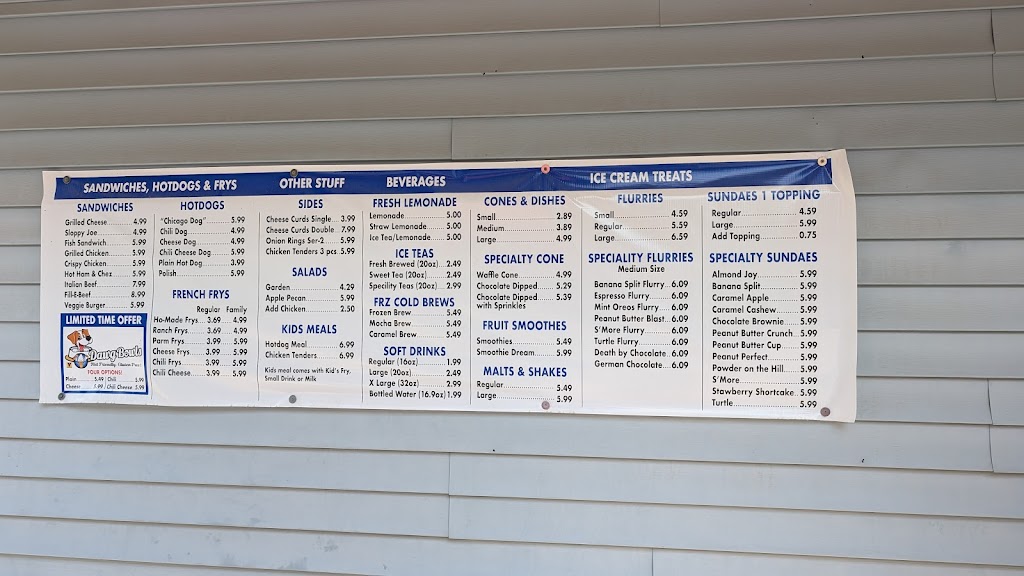 SANDWICHES, HOTDOGS & FRYS
SANDWICHES
Grilled Cheese 4.99
Sloppy Joe 4.99
Fish Sandwich 5.99
Grilled Chicken 5.99
Crispy Chicken 5.99
Hot Ham & Chez 5.99
Italian Beef 7.99
Fill-E-Beef 8.99
Veggie Burger 5.99
LIMITED TIME OFFER
Dawg Bowls
YOUR OPTIONS!
Plain 5.49 / Chili 5.99
Cheese 5.99 / Chili Cheese 5.99
HOTDOGS
"Chicago Dog" 5.99
Chili Dog 4.99
Cheese Dog 4.99
Chili Cheese Dog 5.99
Plain Hot Dog 3.99
Polish 5.99
FRENCH FRYS
Regular Family
Ho-Made Frys 3.69 4.99
Ranch Frys 3.69 4.99
Parm Frys 3.99 5.99
Cheese Frys 3.99 5.99
Chili Frys 3.99 5.99
Chili Cheese 3.99 5.99
OTHER STUFF
SIDES
Cheese Curds Single 3.99
Cheese Curds Double 7.99
Onion Rings Ser-2 5.99
Chicken Tenders 3 pcs 5.99
SALADS
Garden 4.29
Apple Pecan 5.99
Add Chicken 2.50
KIDS MEALS
Hotdog Meal 6.99
Chicken Tenders 6.99
Kids meal comes with Kid's Fry,
Small Drink or Milk
BEVERAGES
FRESH LEMONADE
Lemonade 5.00
Straw Lemonade 5.00
Ice Tea/Lemonade 5.00
ICE TEAS
Fresh Brewed (20oz) 2.49
Sweet Tea (20oz) 2.49
Specility Teas (20oz) 2.99
FRZ COLD BREWS
Frozen Brew 5.49
Mocha Brew 5.49
Caramel Brew 5.49
SOFT DRINKS
Regular (16oz) 1.99
Large (20oz) 2.49
X Large (32oz) 2.99
Bottled Water (16.9oz) 1.99
ICE CREAM TREATS
CONES & DISHES
Small 2.89
Medium 3.89
Large 4.99
SPECIALTY CONE
Waffle Cone 4.99
Chocolate Dipped 5.29
Chocolate Dipped 5.39
with Sprinkles
FRUIT SMOOTHIES
Smoothies 5.49
Smoothie Dream 5.99
MALTS & SHAKES
Regular 5.49
Large 5.99
FLURRIES
Small 4.59
Regular 5.59
Large 6.59
SPECIALITY FLURRIES
Medium Size
Banana Split Flurry 6.09
Espresso Flurry 6.09
Mint Oreos Flurry 6.09
Peanut Butter Blast 6.09
S'More Flurry 6.09
Turtle Flurry 6.09
Death by Chocolate 6.09
German Chocolate 6.09
SUNDAES 1 TOPPING
Regular 4.59
Large 5.99
Add Topping 0.75
SPECIALTY SUNDAES
Almond Joy 5.99
Banana Split 5.99
Caramel Apple 5.99
Caramel Cashew 5.99
Chocolate Brownie 5.99
Peanut Butter Crunch 5.99
Peanut Butter Cup 5.99
Peanut Perfect 5.99
Powder on the Hill 5.99
S'More 5.99
Stawberry Shortcake 5.99
Turtle 5.99